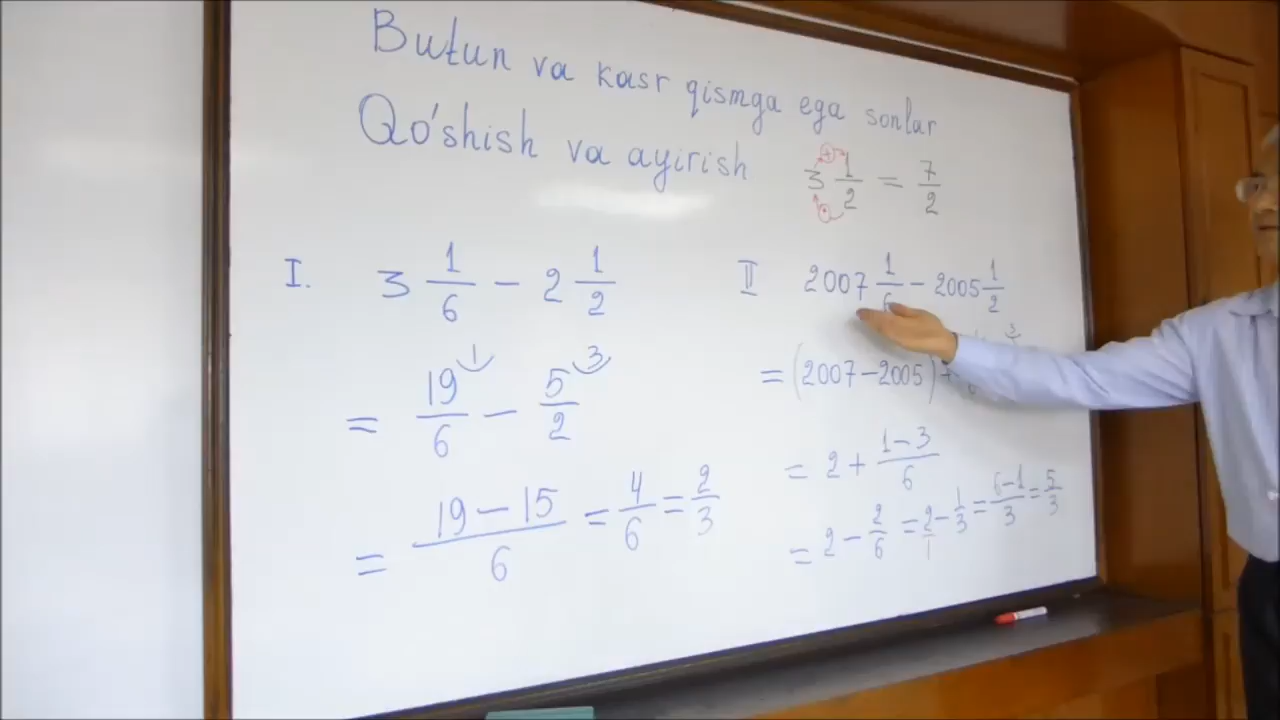 Butun va kasr qismga ega sonlar
Qo'shish va ayirish
3 1/2 = 7/2
I. 3 1/6 - 2 1/2
= 19/6 - 5/2
1 3
= (19-15)/6 = 4/6 = 2/3
II 2007 1/6 - 2005 1/2
= (2007-2005) +
3
= 2 + (1-3)/6
= 2 - 2/6 = 2/1 - 1/3 = (6-1)/3 = 5/3